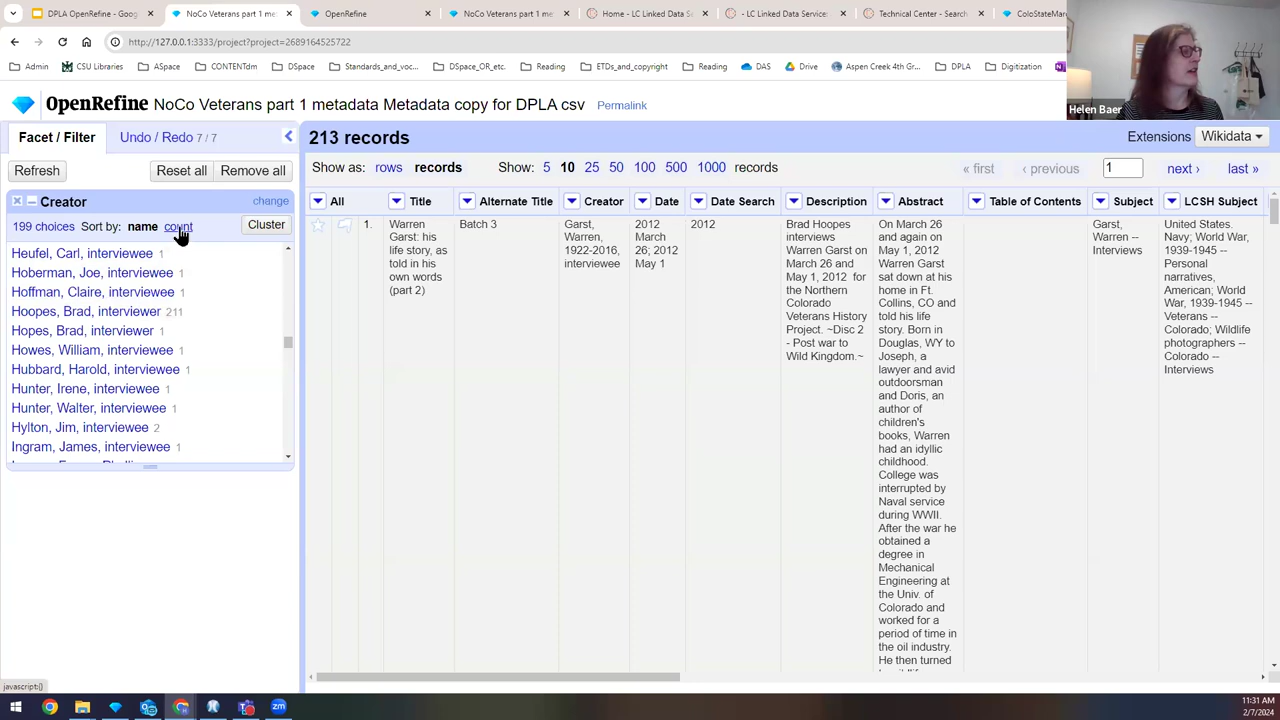 DPLA OpenRefine - Google
NoCo Veterans part 1 me
OpenRefine
NoCo Veterans part 1 me
Home - LC Linked Data Se
- LC Linked Data Service:
Technical Center - Search
ColoStateMar
http://127.0.0.1:3333/project?project=2689164525722
Admin
CSU Libraries
ASpace
CONTENTdm
DSpace
Standards_and_voc...
DSpace_OR_etc.
Reading
ETDs_and_copyright
Reading
DAS
Drive
Aspen Creek 4th Gr...
DPLA
Digitization
Helen Baer
OpenRefine NoCo Veterans part 1 metadata Metadata copy for DPLA csv Permalink
Facet / Filter
Undo / Redo 7 / 7
213 records
Extensions
Wikidata
Refresh
Reset all
Remove all
Show as: rows records
Show: 5 10 25 50 100 500 1000 records
« first
‹ previous
1
next ›
last »
Creator
change
199 choices Sort by: name count
Cluster
Heufel, Carl, interviewee 1
Hoberman, Joe, interviewee 1
Hoffman, Claire, interviewee 1
Hoopes, Brad, interviewer 211
Hopes, Brad, interviewer 1
Howes, William, interviewee 1
Hubbard, Harold, interviewee 1
Hunter, Irene, interviewee 1
Hunter, Walter, interviewee 1
Hylton, Jim, interviewee 2
Ingram, James, interviewee 1
All
Title
Alternate Title
Creator
Date
Date Search
Description
Abstract
Table of Contents
Subject
LCSH Subject
1.
Warren
Garst: his
life story, as
told in his
own words
(part 2)
Batch 3
Garst,
Warren,
1922-2016,
interviewee
2012
March
26; 2012
May 1
2012
Brad Hoopes
interviews
Warren Garst on
March 26 and
May 1, 2012 for
the Northern
Colorado
Veterans History
Project. ~Disc 2
- Post war to
Wild Kingdom.~
On March 26
and again on
May 1, 2012
Warren Garst
sat down at his
home in Ft.
Collins, CO and
told his life
story. Born in
Douglas, WY to
Joseph, a
lawyer and avid
outdoorsman
and Doris, an
author of
children's
books, Warren
had an idyllic
childhood.
College was
interrupted by
Naval service
during WWII.
After the war he
obtained a
degree in
Mechanical
Engineering at
the Univ. of
Colorado and
worked for a
period of time in
the oil industry.
He then turned
Garst,
Warren --
Interviews
United States.
Navy; World War,
1939-1945 --
Personal
narratives,
American; World
War, 1939-1945
-- Veterans --
Colorado; Wildlife
photographers --
Colorado --
Interviews
javascript:{}
11:31 AM
2/7/2024